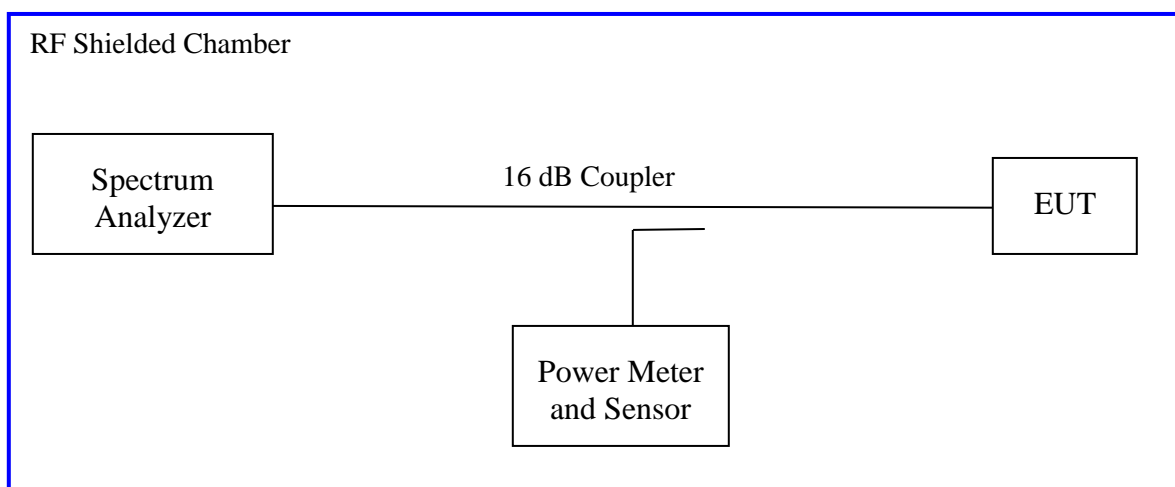 RF Shielded Chamber
Spectrum
Analyzer
16 dB Coupler
EUT
Power Meter
and Sensor